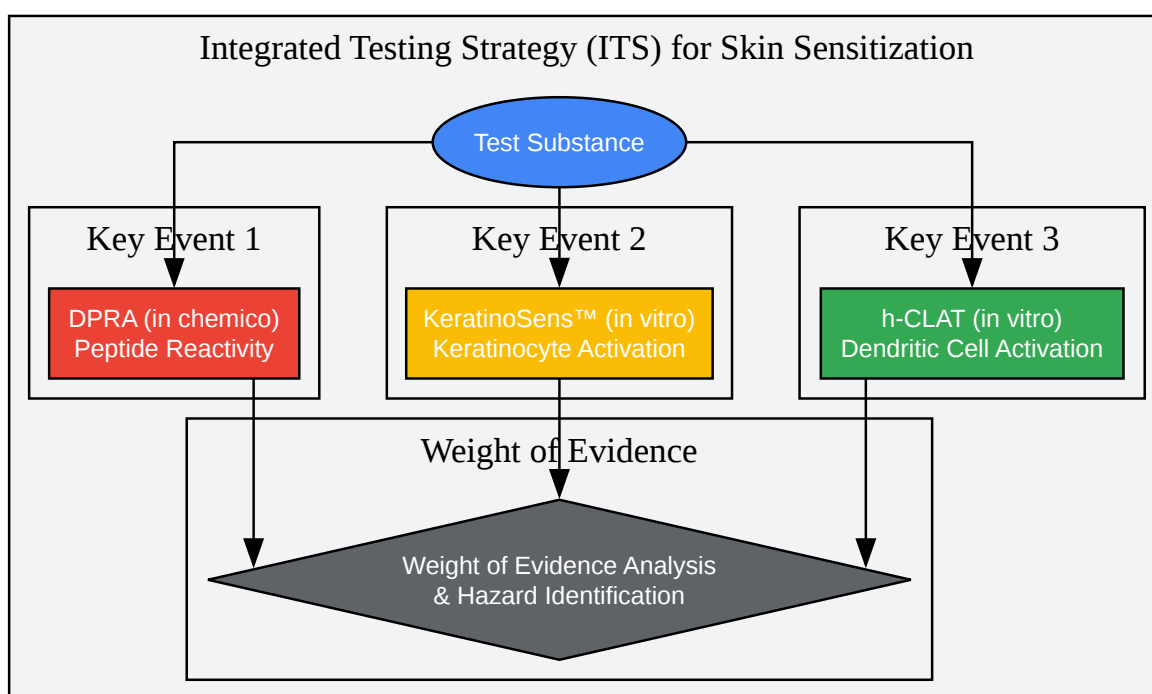 Integrated Testing Strategy (ITS) for Skin Sensitization
Test Substance
Key Event 1
DPRA (in chemico)
Peptide Reactivity
Key Event 2
KeratinoSens™ (in vitro)
Keratinocyte Activation
Key Event 3
h-CLAT (in vitro)
Dendritic Cell Activation
Weight of Evidence
Weight of Evidence Analysis
& Hazard Identification